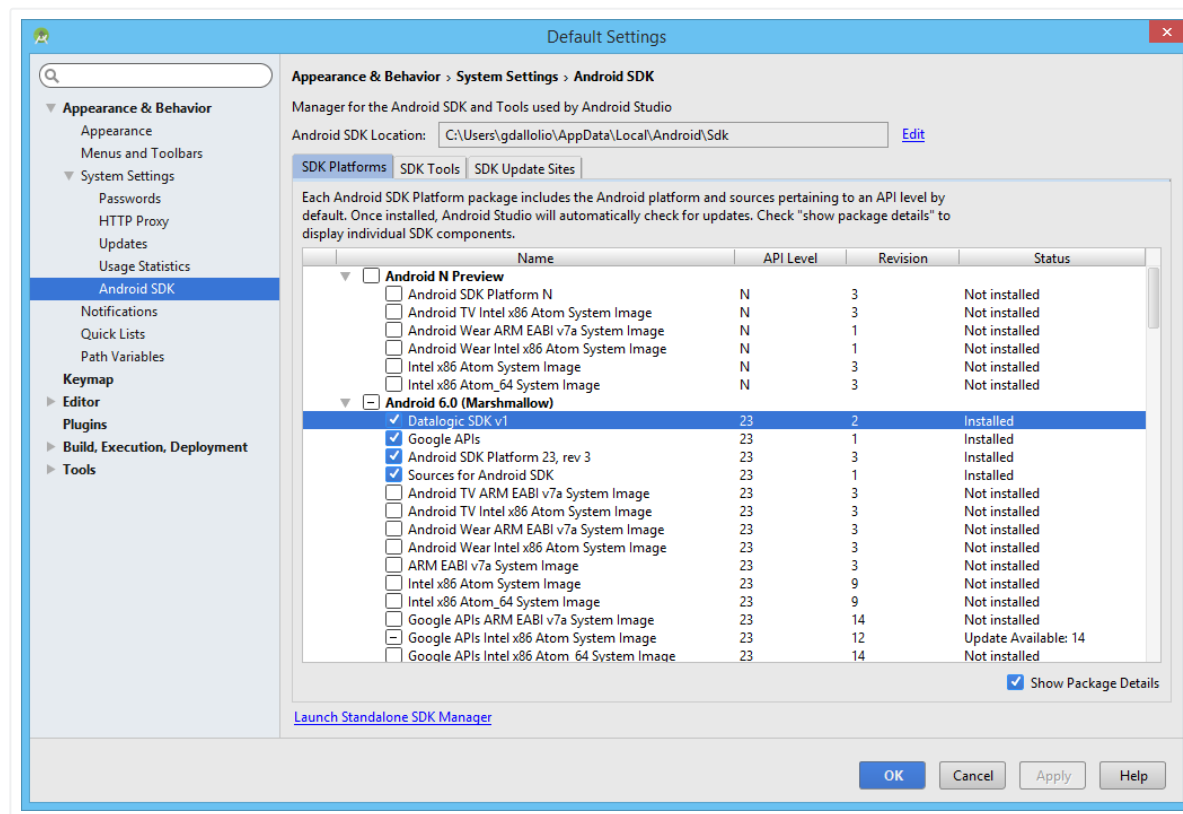 Default Settings
Appearance & Behavior
Appearance
Menus and Toolbars
System Settings
Passwords
HTTP Proxy
Updates
Usage Statistics
Android SDK
Notifications
Quick Lists
Path Variables
Keymap
Editor
Plugins
Build, Execution, Deployment
Tools
Appearance & Behavior › System Settings › Android SDK
Manager for the Android SDK and Tools used by Android Studio
Android SDK Location: C:\Users\gdallolio\AppData\Local\Android\Sdk Edit
SDK Platforms SDK Tools SDK Update Sites
Each Android SDK Platform package includes the Android platform and sources pertaining to an API level by
default. Once installed, Android Studio will automatically check for updates. Check "show package details" to
display individual SDK components.
Name API Level Revision Status
Android N Preview
Android SDK Platform N N 3 Not installed
Android TV Intel x86 Atom System Image N 3 Not installed
Android Wear ARM EABI v7a System Image N 1 Not installed
Android Wear Intel x86 Atom System Image N 1 Not installed
Intel x86 Atom System Image N 3 Not installed
Intel x86 Atom_64 System Image N 3 Not installed
Android 6.0 (Marshmallow)
Datalogic SDK v1 23 2 Installed
Google APIs 23 1 Installed
Android SDK Platform 23, rev 3 23 3 Installed
Sources for Android SDK 23 1 Installed
Android TV ARM EABI v7a System Image 23 3 Not installed
Android TV Intel x86 Atom System Image 23 3 Not installed
Android Wear ARM EABI v7a System Image 23 3 Not installed
Android Wear Intel x86 Atom System Image 23 3 Not installed
ARM EABI v7a System Image 23 3 Not installed
Intel x86 Atom System Image 23 9 Not installed
Intel x86 Atom_64 System Image 23 9 Not installed
Google APIs ARM EABI v7a System Image 23 14 Not installed
Google APIs Intel x86 Atom System Image 23 12 Update Available: 14
Google APIs Intel x86 Atom_64 System Image 23 14 Not installed
Show Package Details
Launch Standalone SDK Manager
OK Cancel Apply Help